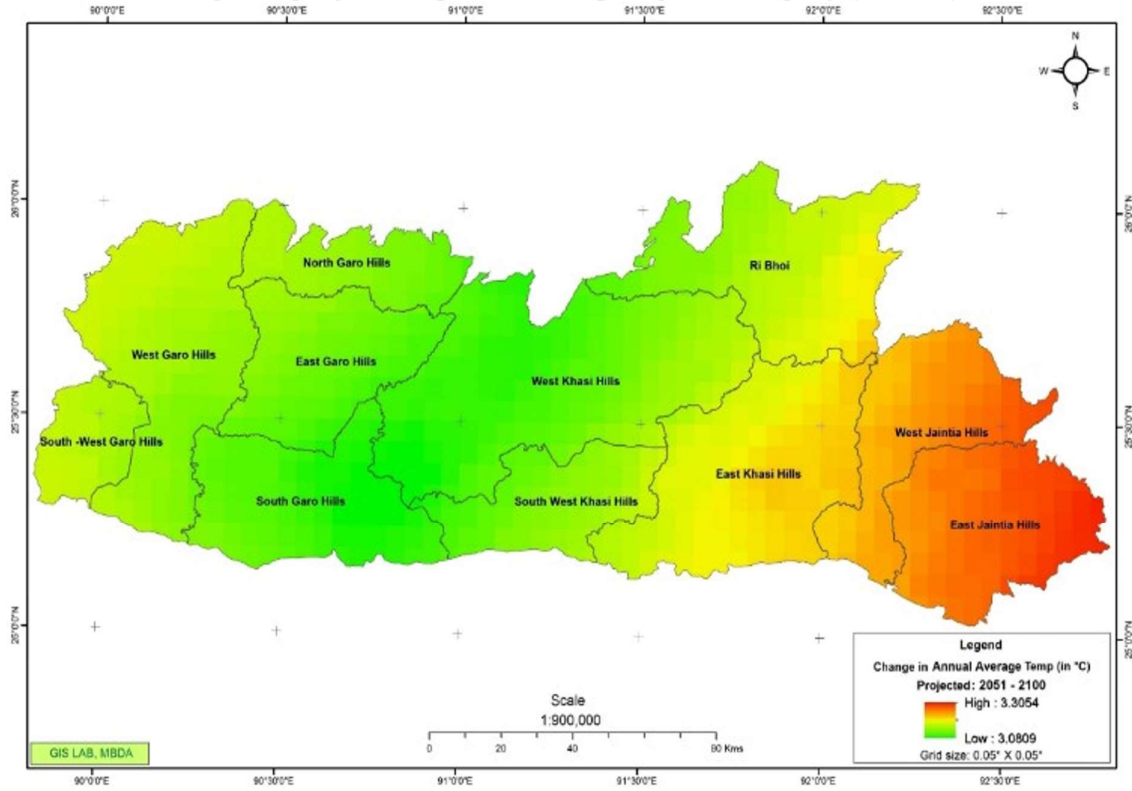 90°0'0"E 90°30'0"E 91°0'0"E 91°30'0"E 92°0'0"E 92°30'0"E
N
W E
S
26°0'0"N 26°0'0"N
Ri Bhoi
North Garo Hills
West Garo Hills
East Garo Hills
West Khasi Hills
25°30'0"N 25°30'0"N
West Jaintia Hills
South -West Garo Hills
East Khasi Hills
South Garo Hills
South West Khasi Hills
East Jaintia Hills
25°0'0"N 25°0'0"N
Legend
Change in Annual Average Temp (in °C)
Projected: 2051 - 2100
High : 3.3054
Low : 3.0809
Grid size: 0.05° X 0.05°
Scale
1:900,000
0 20 40 80 Kms
GIS LAB, MBDA
90°0'0"E 90°30'0"E 91°0'0"E 91°30'0"E 92°0'0"E 92°30'0"E